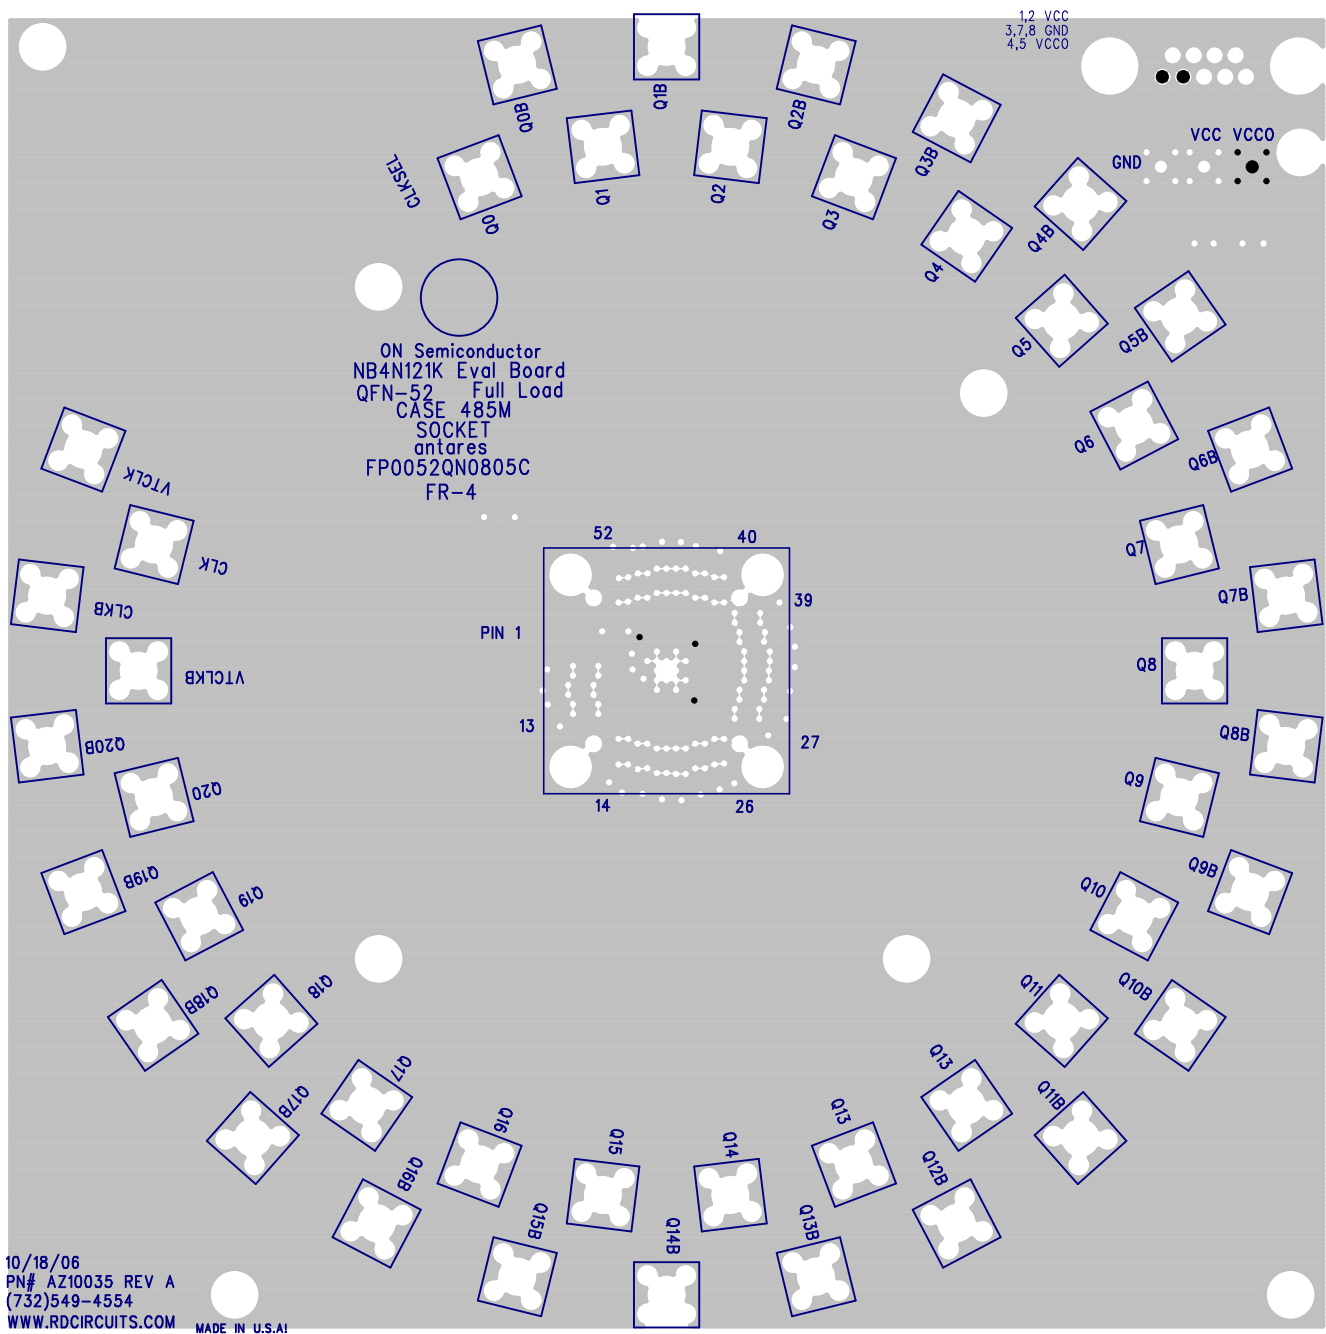 1,2 VCC
3,7,8 GND
4,5 VCCO
VCC VCCO
GND
Q0B
Q1B
Q2B
Q3B
CLKSEL
Q0
Q1
Q2
Q3
Q4
Q4B
Q5
Q5B
ON Semiconductor
NB4N121K Eval Board
QFN-52 Full Load
CASE 485M
SOCKET
antares
FP0052QN0805C
FR-4
Q6
Q6B
VTCLK
CLK
CLKB
VTCLKB
52
40
39
PIN 1
13
27
14
26
Q7
Q7B
Q8
Q8B
Q9
Q9B
Q20B
Q20
Q19B
Q19
Q10
Q10B
Q18B
Q18
Q11
Q11B
Q17
Q17B
Q13
Q13
Q12B
Q16
Q16B
Q15
Q15B
Q14
Q14B
Q13B
10/18/06
PN# AZ10035 REV A
(732)549-4554
WWW.RDCIRCUITS.COM
MADE IN U.S.A!